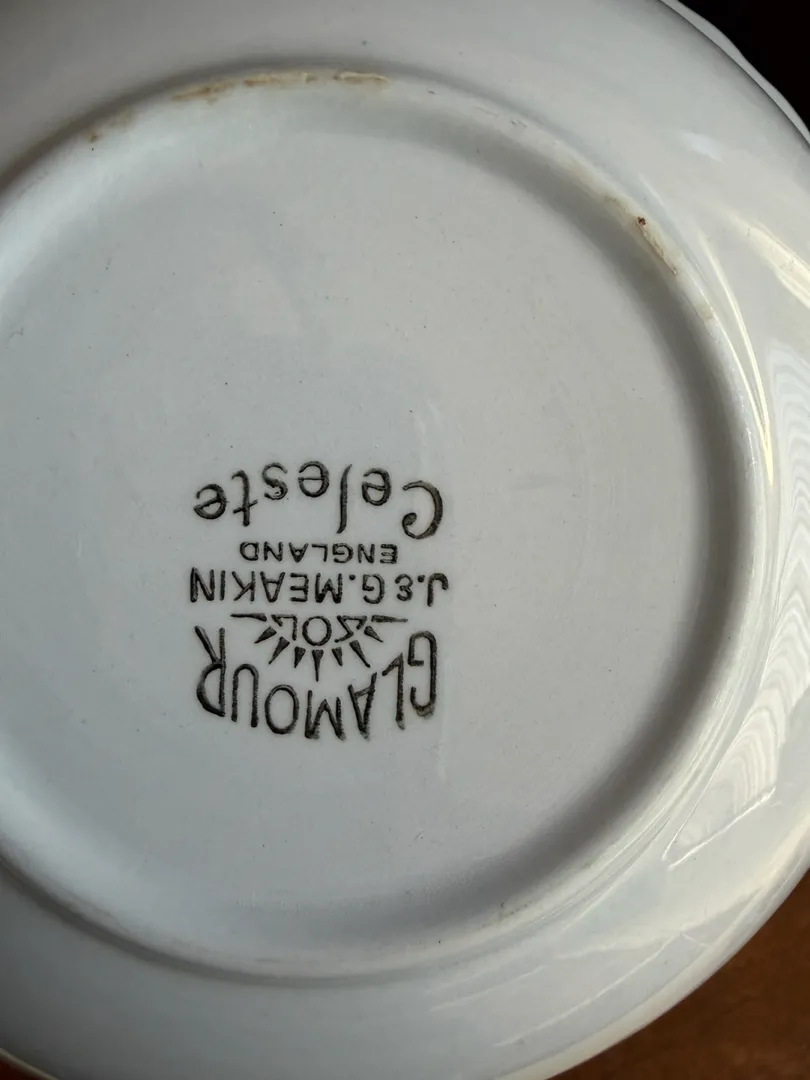 GLAMOUR
SOL
J.&G. MEAKIN
ENGLAND
Celeste